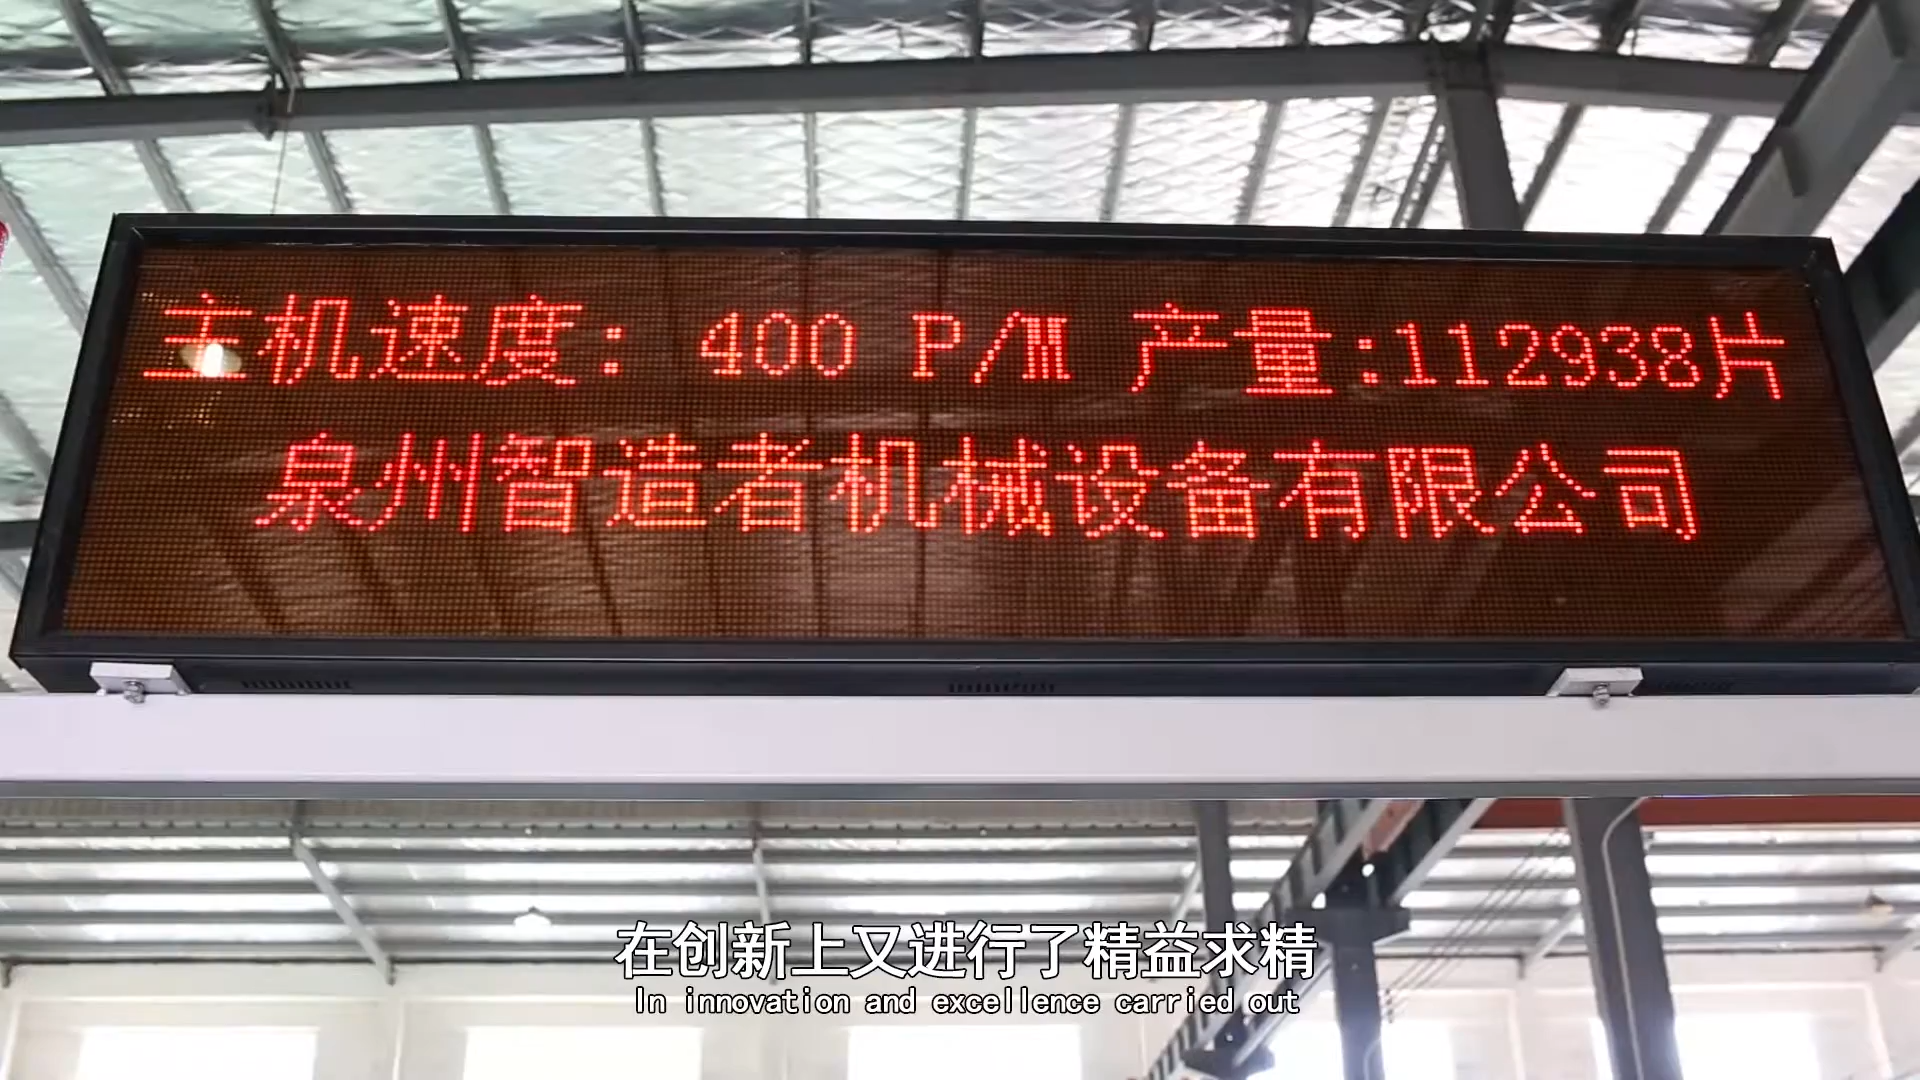 主机速度：400 P/M 产量:112938片
泉州智造者机械设备有限公司
在创新上又进行了精益求精
In innovation and excellence carried out